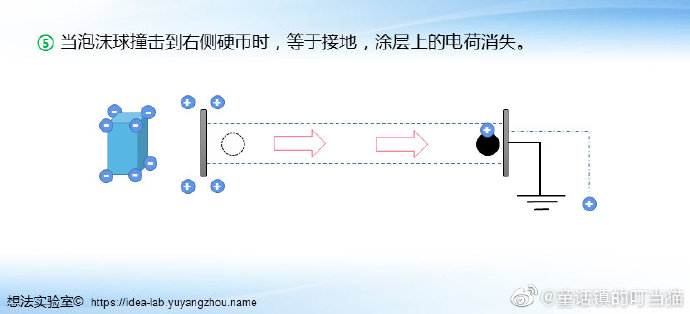 ⑤ 当泡沫球撞击到右侧硬币时，等于接地，涂层上的电荷消失。
想法实验室© https://idea-lab.yuyangzhou.name
@童话镇的叮当猫